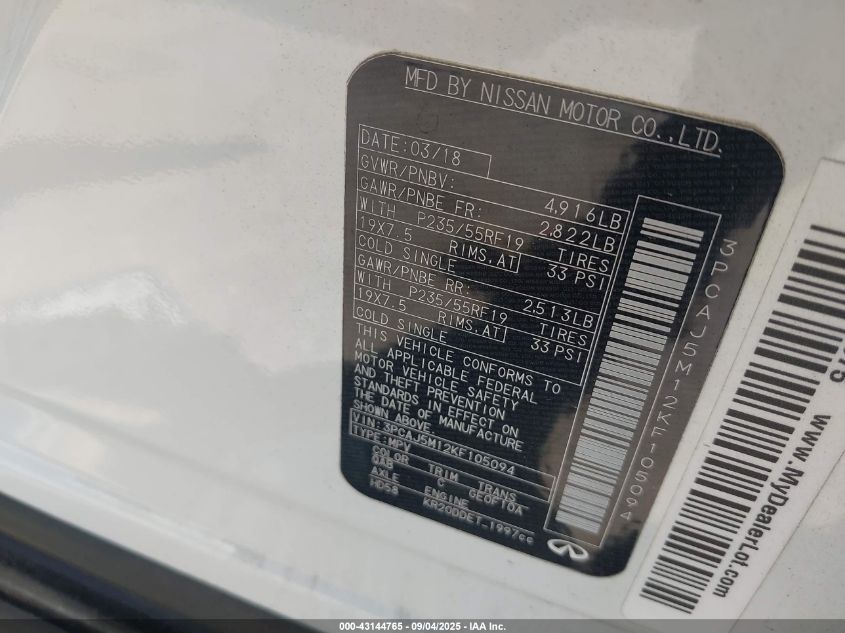 MFD BY NISSAN MOTOR CO.,LTD.
DATE:03/18
GVWR/PNBV: 4,916LB
GAWR/PNBE FR: 2,822LB
WITH P235/55RF19 TIRES
19X7.5 RIMS,AT 33 PSI
COLD SINGLE
GAWR/PNBE RR: 2,513LB
WITH P235/55RF19 TIRES
19X7.5 RIMS,AT 33 PSI
COLD SINGLE
THIS VEHICLE CONFORMS TO
ALL APPLICABLE FEDERAL
MOTOR VEHICLE SAFETY
AND THEFT PREVENTION
STANDARDS IN EFFECT ON
THE DATE OF MANUFACTURE
SHOWN ABOVE.
VIN: 3PCAJ5M12KF105094
TYPE: MPV
COLOR TRIM TRANS
QAB C GE0F10A
AXLE ENGINE
HD58 KR20DDET 1997cc
3PCAJ5M12KF105094
www.MyDealerLot.com
000-43144765 - 09/04/2025 - IAA Inc.